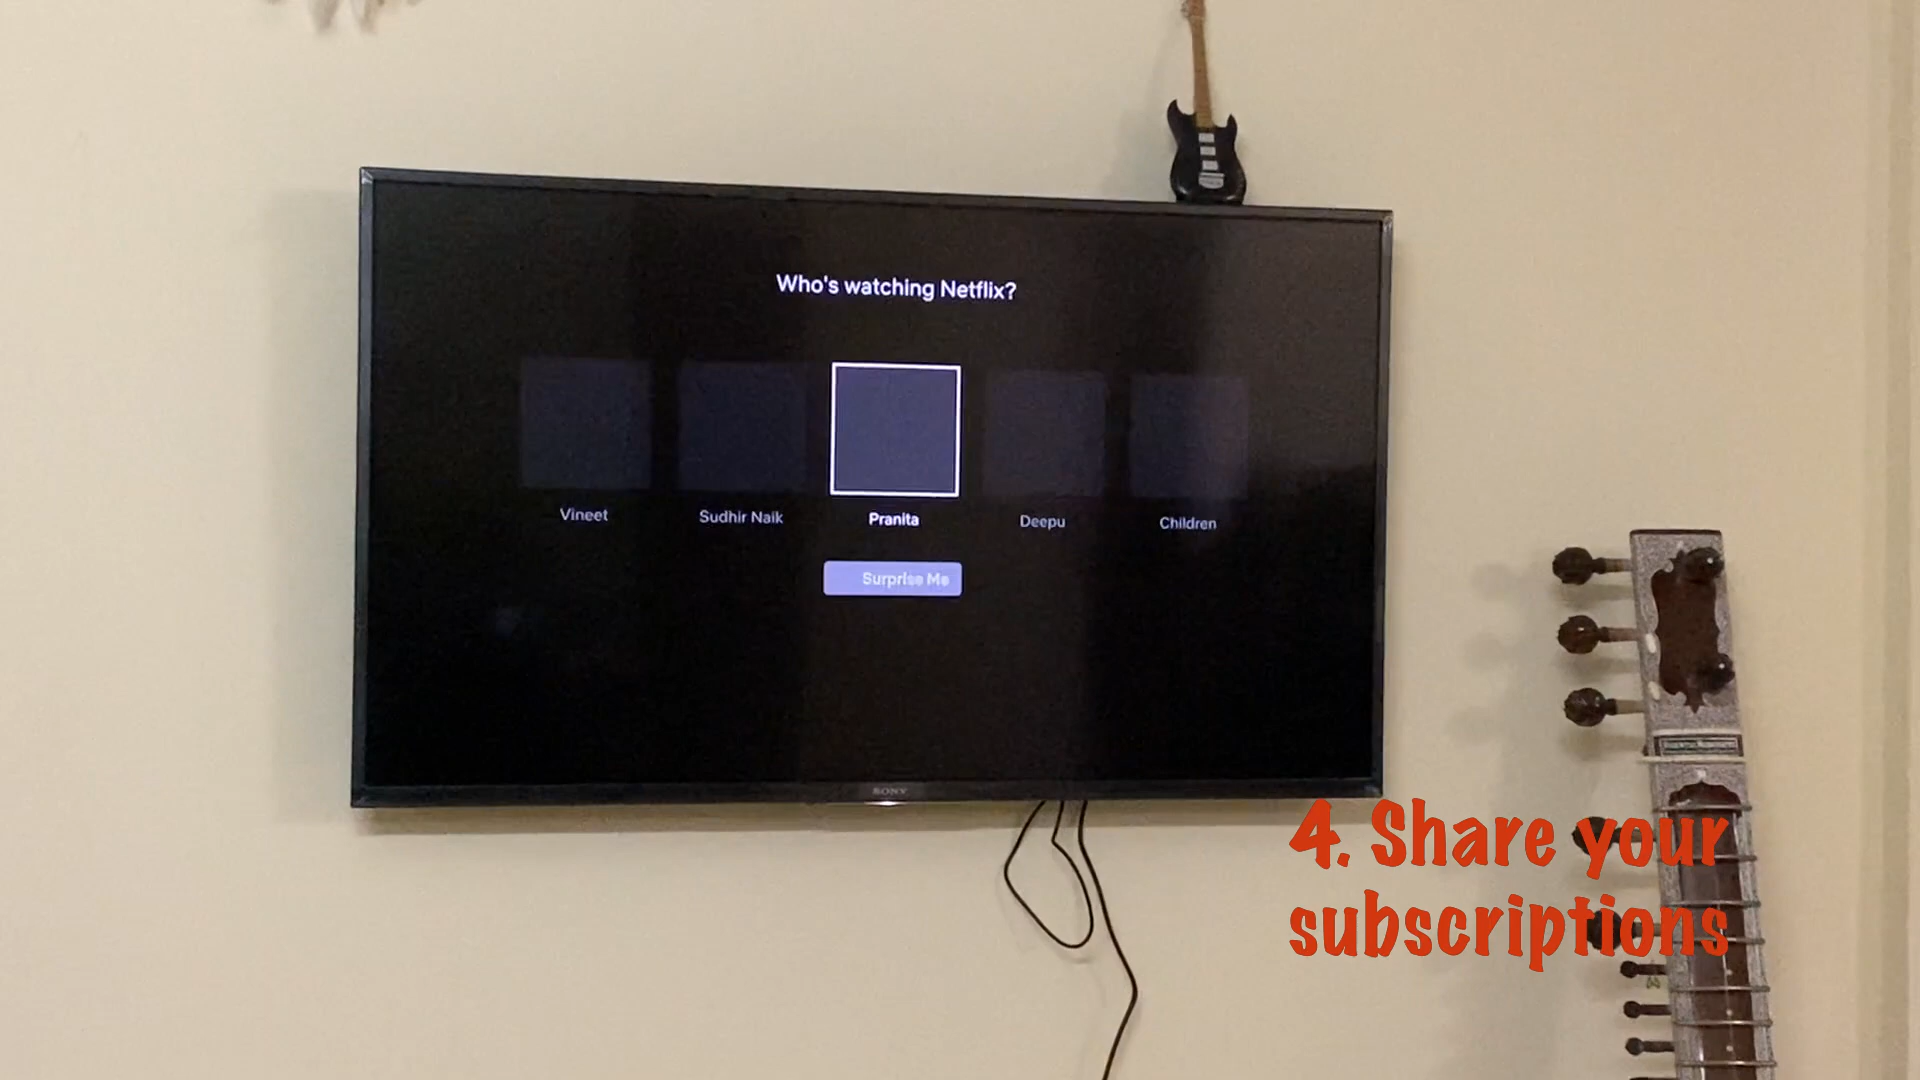 Who's watching Netflix?
Vineet
Sudhir Naik
Pranita
Deepu
Children
Surprise Me
SONY
4. Share your
subscriptions